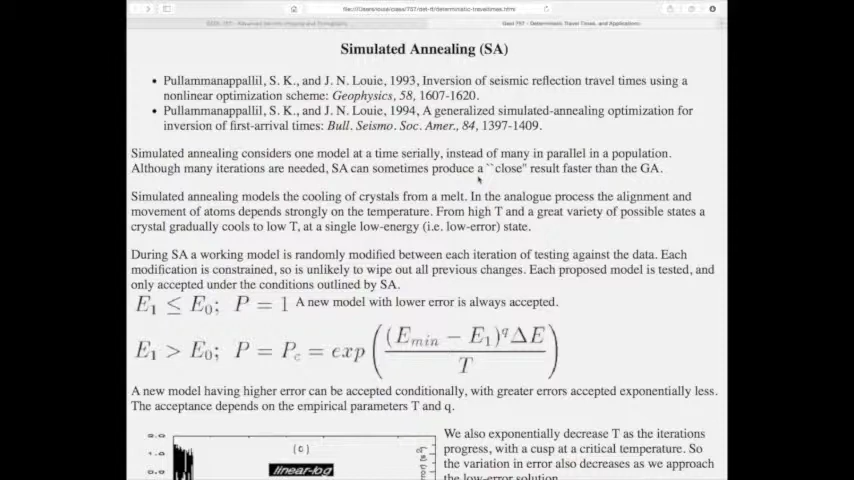 Simulated Annealing (SA)
• Pullammanappallil, S. K., and J. N. Louie, 1993, Inversion of seismic reflection travel times using a
nonlinear optimization scheme: Geophysics, 58, 1607-1620.
• Pullammanappallil, S. K., and J. N. Louie, 1994, A generalized simulated-annealing optimization for
inversion of first-arrival times: Bull. Seismo. Soc. Amer., 84, 1397-1409.
Simulated annealing considers one model at a time serially, instead of many in parallel in a population.
Although many iterations are needed, SA can sometimes produce a ``close'' result faster than the GA.
Simulated annealing models the cooling of crystals from a melt. In the analogue process the alignment and
movement of atoms depends strongly on the temperature. From high T and a great variety of possible states a
crystal gradually cools to low T, at a single low-energy (i.e. low-error) state.
During SA a working model is randomly modified between each iteration of testing against the data. Each
modification is constrained, so is unlikely to wipe out all previous changes. Each proposed model is tested, and
only accepted under the conditions outlined by SA.
E₁ ≤ E₀; P = 1 A new model with lower error is always accepted.
E₁ > E₀; P = P_c = exp( (E_min − E₁)^q ΔE / T )
A new model having higher error can be accepted conditionally, with greater errors accepted exponentially less.
The acceptance depends on the empirical parameters T and q.
2.0
(c)
linear-log
We also exponentially decrease T as the iterations
progress, with a cusp at a critical temperature. So
the variation in error also decreases as we approach
the low-error solution.